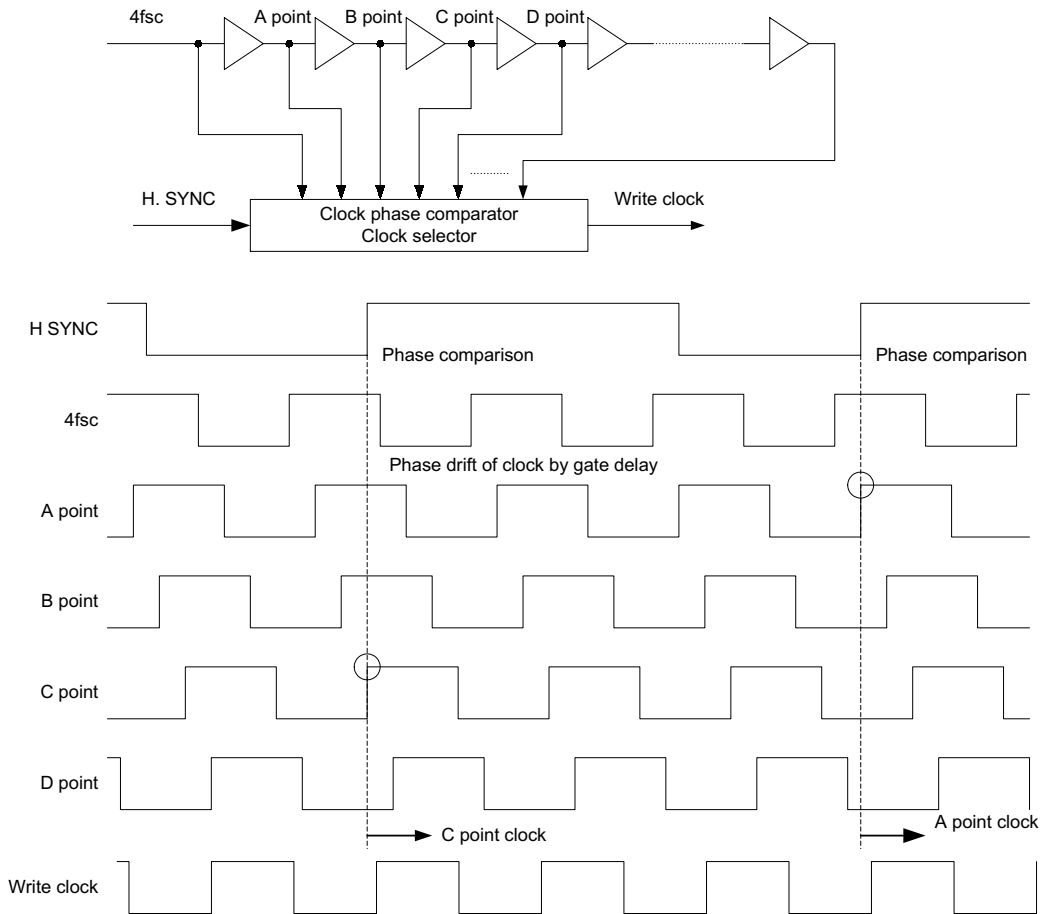 4fsc
A point
B point
C point
D point
H. SYNC
Clock phase comparator
Clock selector
Write clock
H SYNC
Phase comparison
Phase comparison
4fsc
Phase drift of clock by gate delay
A point
B point
C point
D point
C point clock
A point clock
Write clock